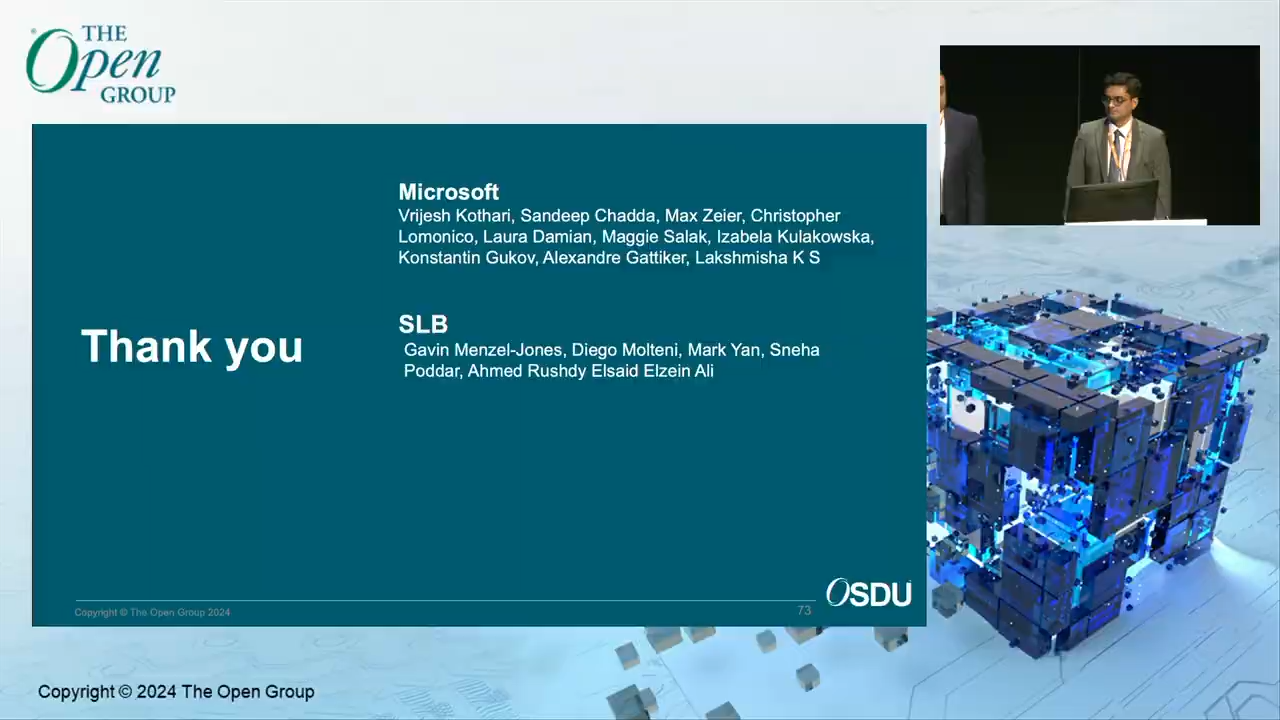 THE
Open
GROUP
Microsoft
Vrijesh Kothari, Sandeep Chadda, Max Zeier, Christopher
Lomonico, Laura Damian, Maggie Salak, Izabela Kulakowska,
Konstantin Gukov, Alexandre Gattiker, Lakshmisha K S
Thank you
SLB
Gavin Menzel-Jones, Diego Molteni, Mark Yan, Sneha
Poddar, Ahmed Rushdy Elsaid Elzein Ali
Copyright © The Open Group 2024
73
OSDU
Copyright © 2024 The Open Group